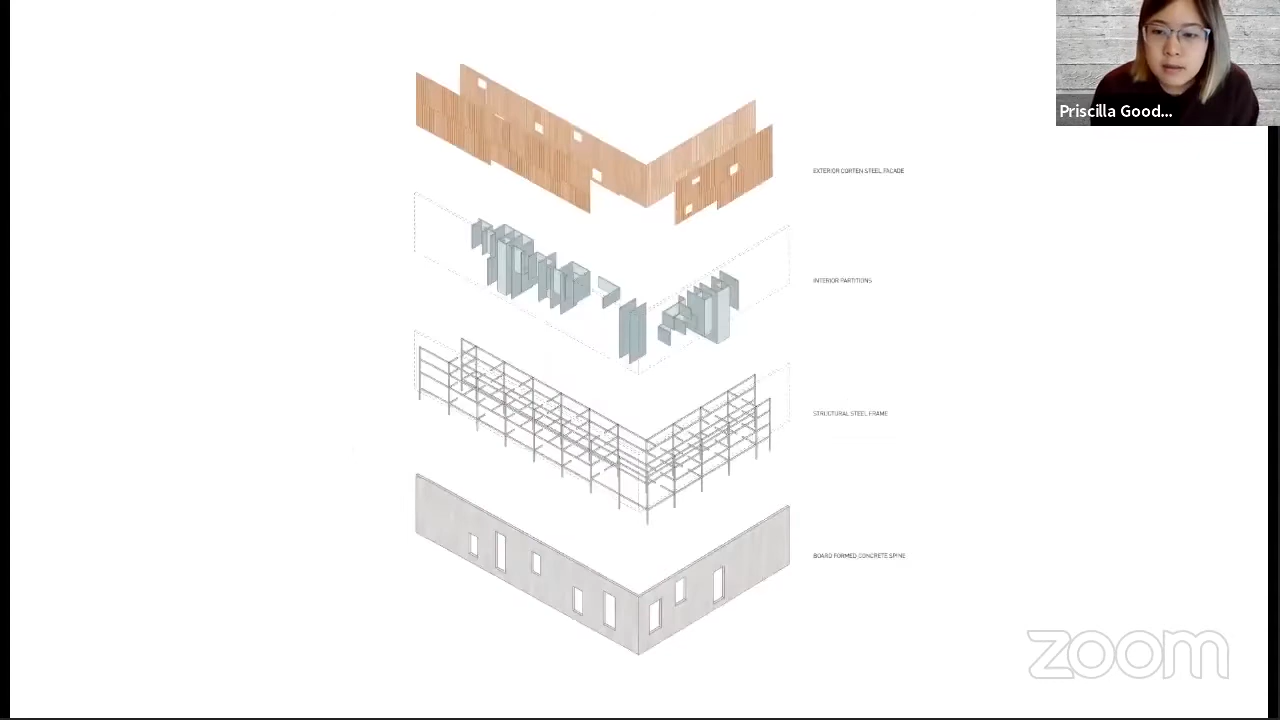 Priscilla Good...
EXTERIOR CORTEN STEEL FACADE
INTERIOR PARTITIONS
STRUCTURAL STEEL FRAME
BOARD FORMED CONCRETE SPINE
zoom